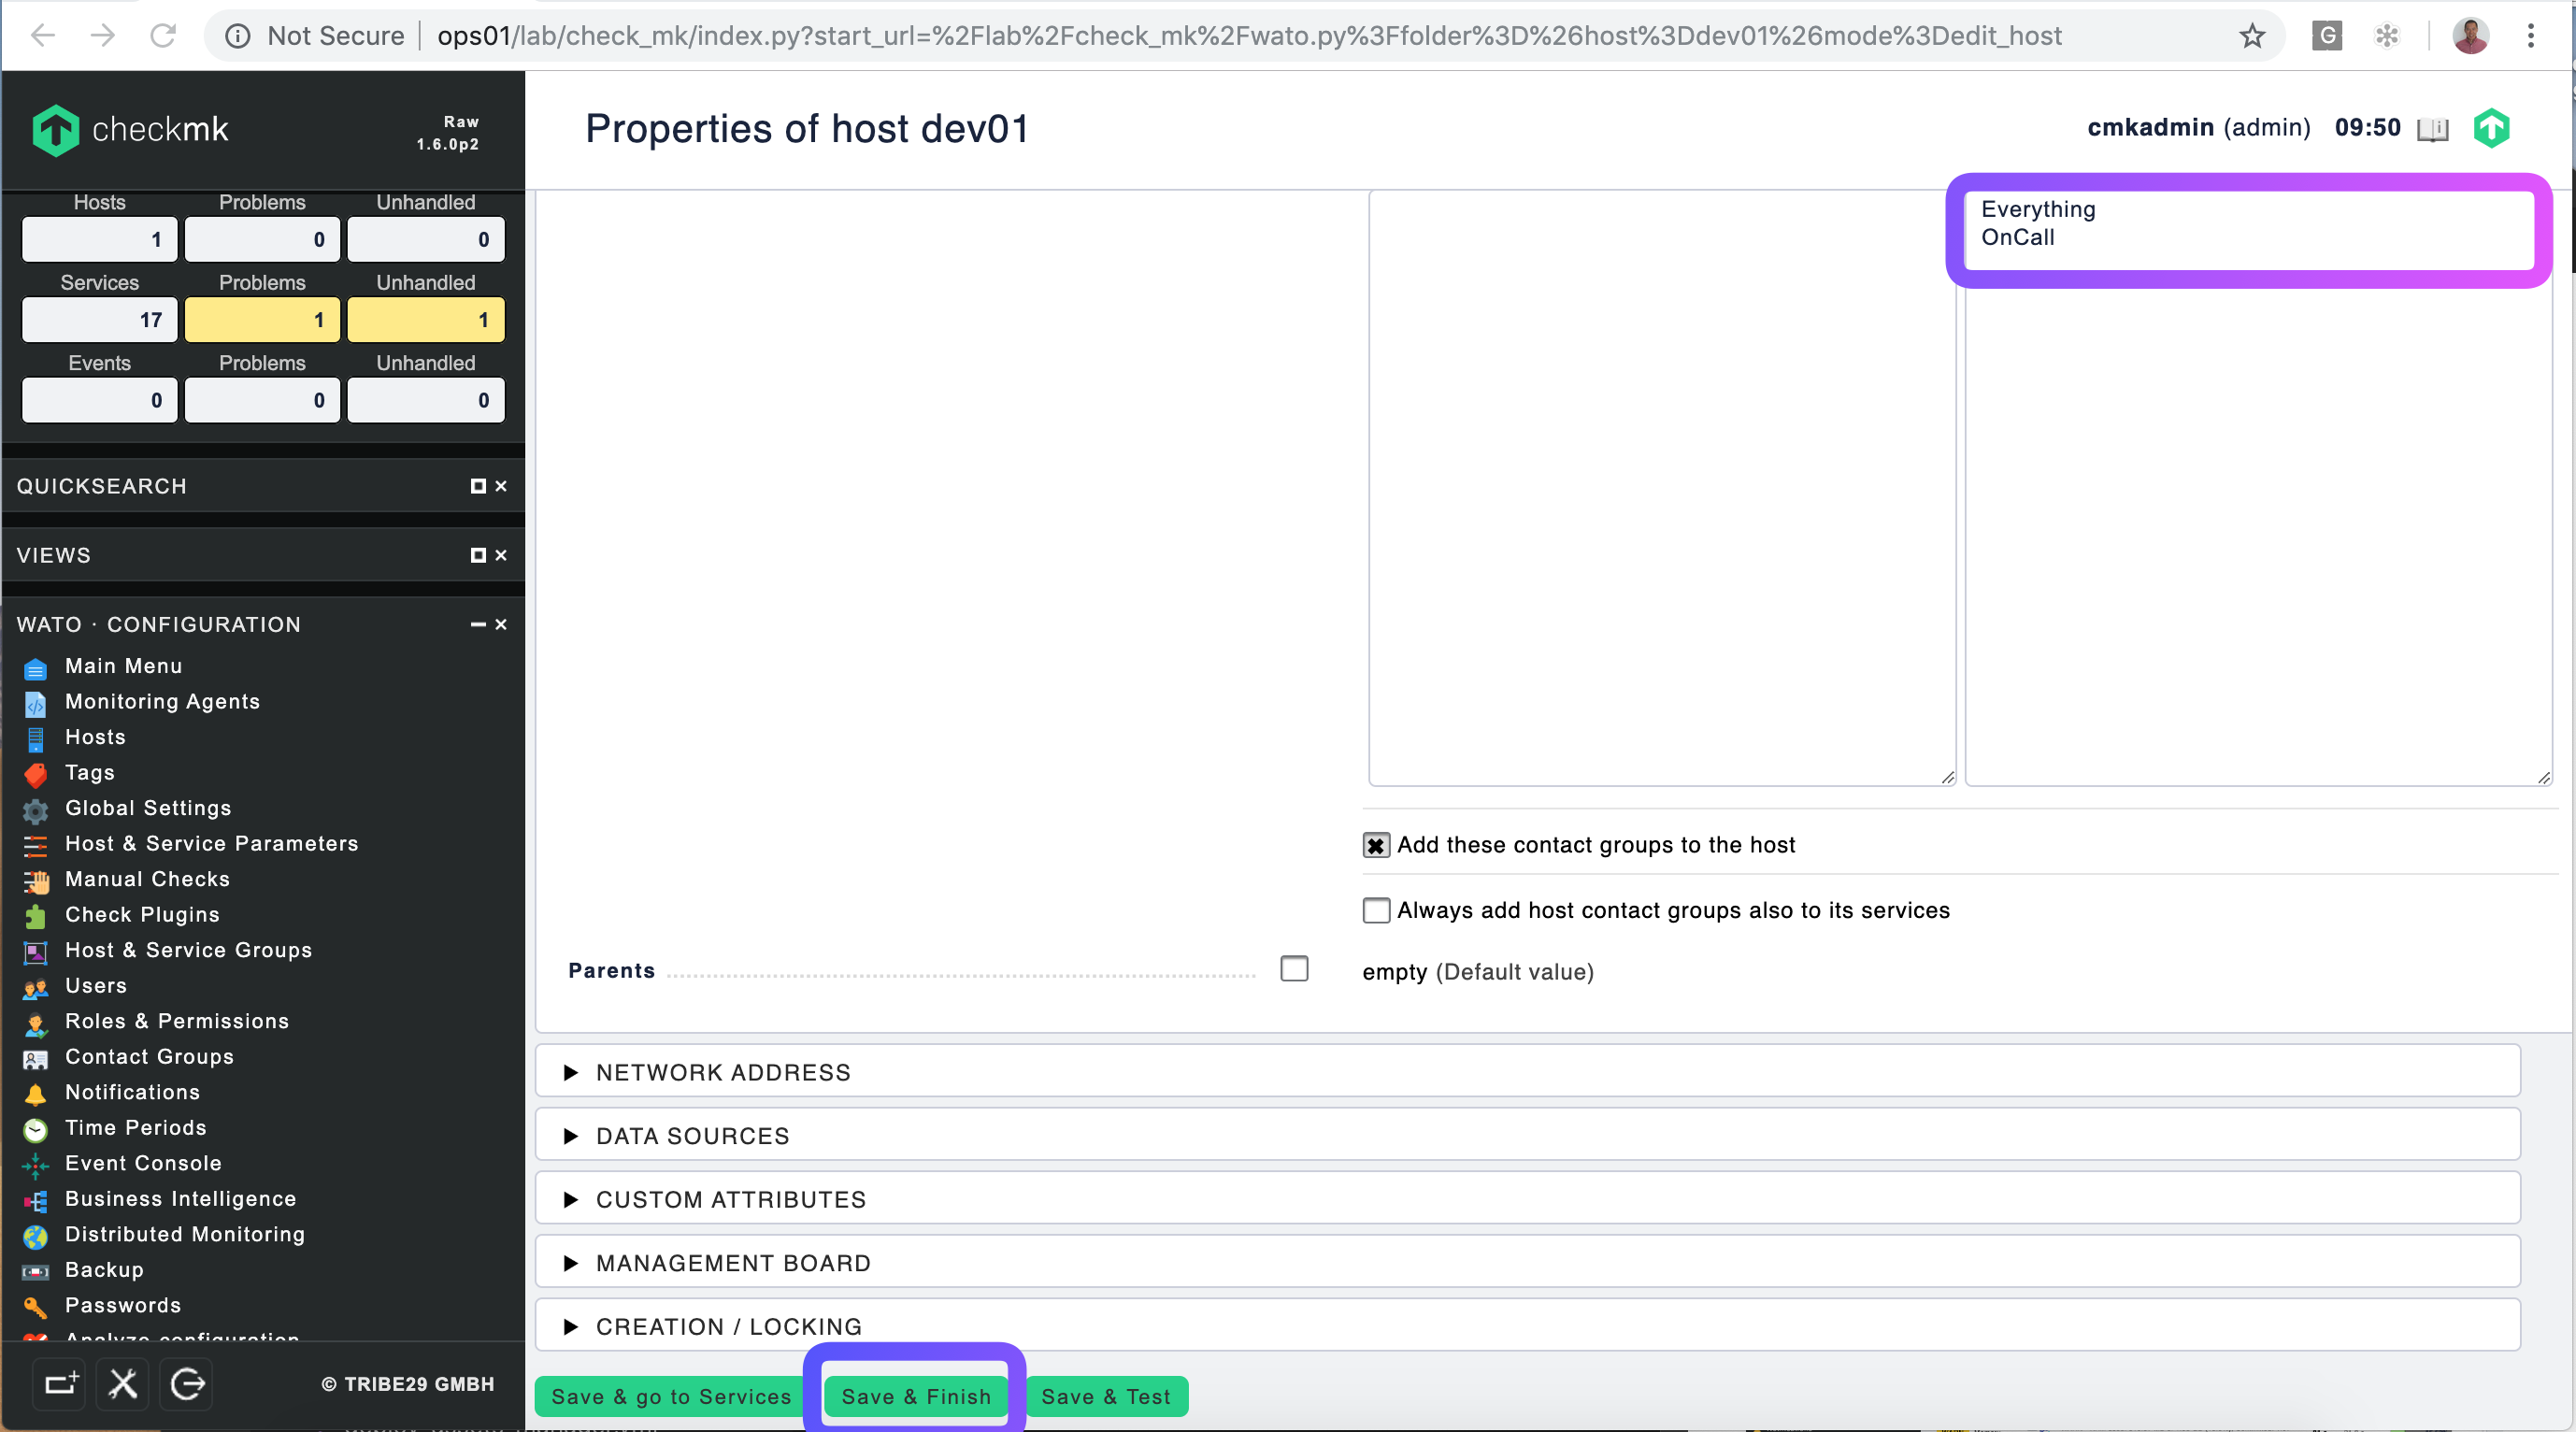 Not Secure | ops01/lab/check_mk/index.py?start_url=%2Flab%2Fcheck_mk%2Fwato.py%3Ffolder%3D%26host%3Ddev01%26mode%3Dedit_host
G
checkmk
Raw
1.6.0p2
Properties of host dev01
cmkadmin (admin) 09:50
Hosts Problems Unhandled
1 0 0
Services Problems Unhandled
17 1 1
Events Problems Unhandled
0 0 0
QUICKSEARCH
VIEWS
WATO · CONFIGURATION
Main Menu
Monitoring Agents
Hosts
Tags
Global Settings
Host & Service Parameters
Manual Checks
Check Plugins
Host & Service Groups
Users
Roles & Permissions
Contact Groups
Notifications
Time Periods
Event Console
Business Intelligence
Distributed Monitoring
Backup
Passwords
Analyze configuration
© TRIBE29 GMBH
Everything
OnCall
Add these contact groups to the host
Always add host contact groups also to its services
Parents
empty (Default value)
NETWORK ADDRESS
DATA SOURCES
CUSTOM ATTRIBUTES
MANAGEMENT BOARD
CREATION / LOCKING
Save & go to Services
Save & Finish
Save & Test